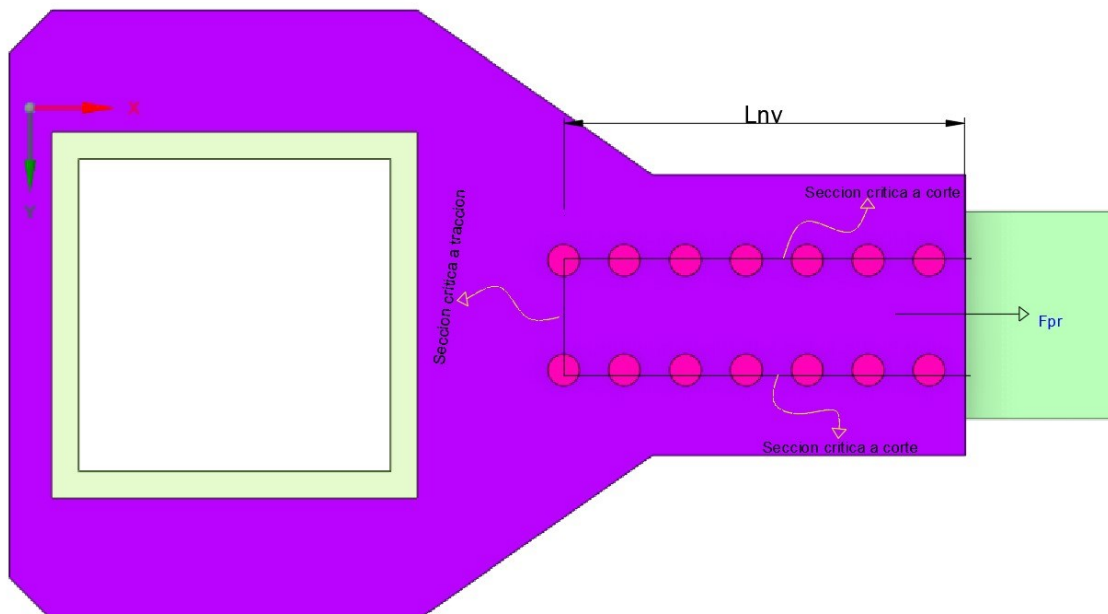 X
Y
Lnv
Seccion critica a corte
Seccion critica a traccion
Fpr
Seccion critica a corte